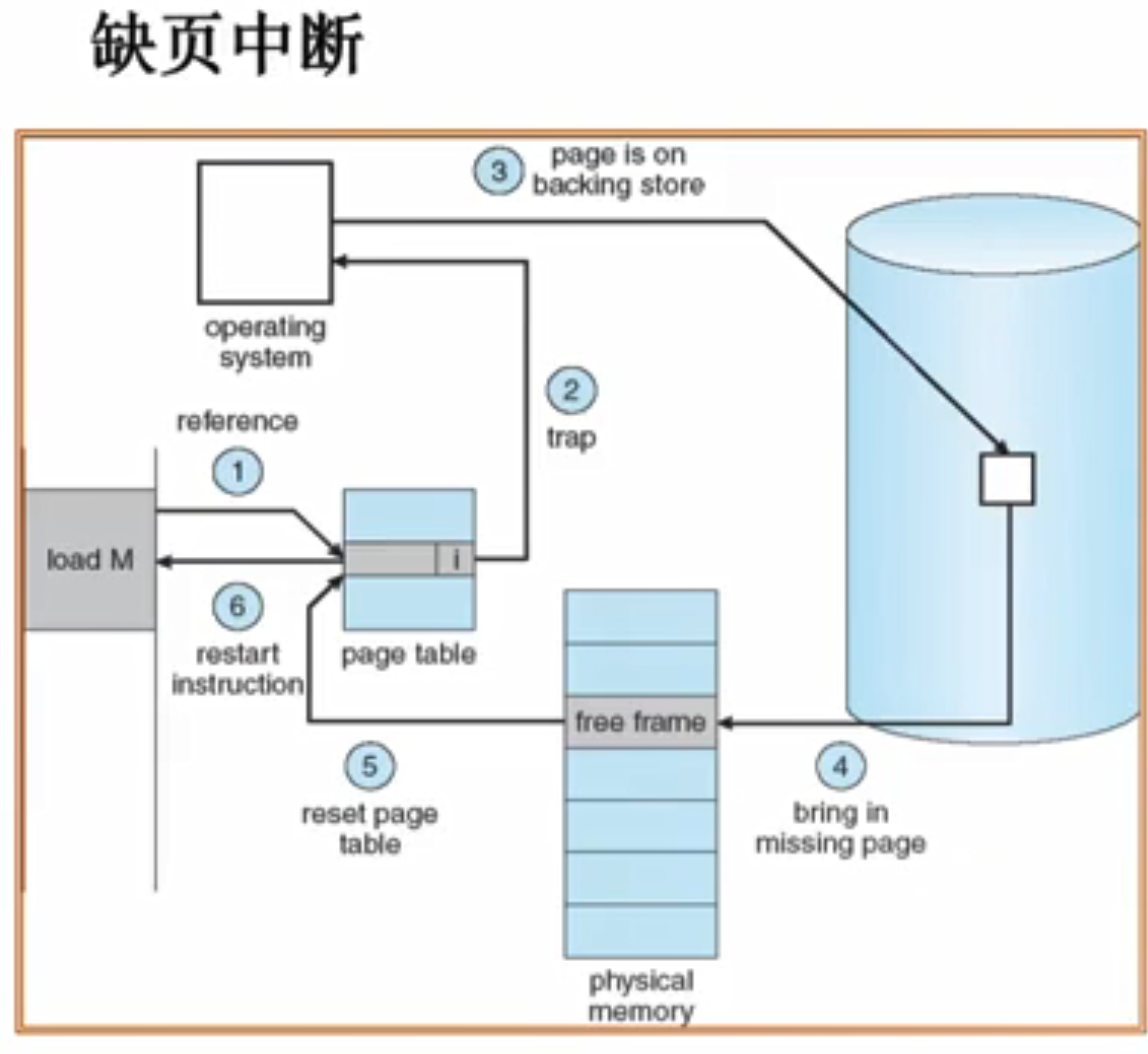 缺页中断
3
page is on
backing store
operating
system
2
trap
reference
1
load M
i
6
restart
instruction
page table
free frame
5
reset page
table
4
bring in
missing page
physical
memory